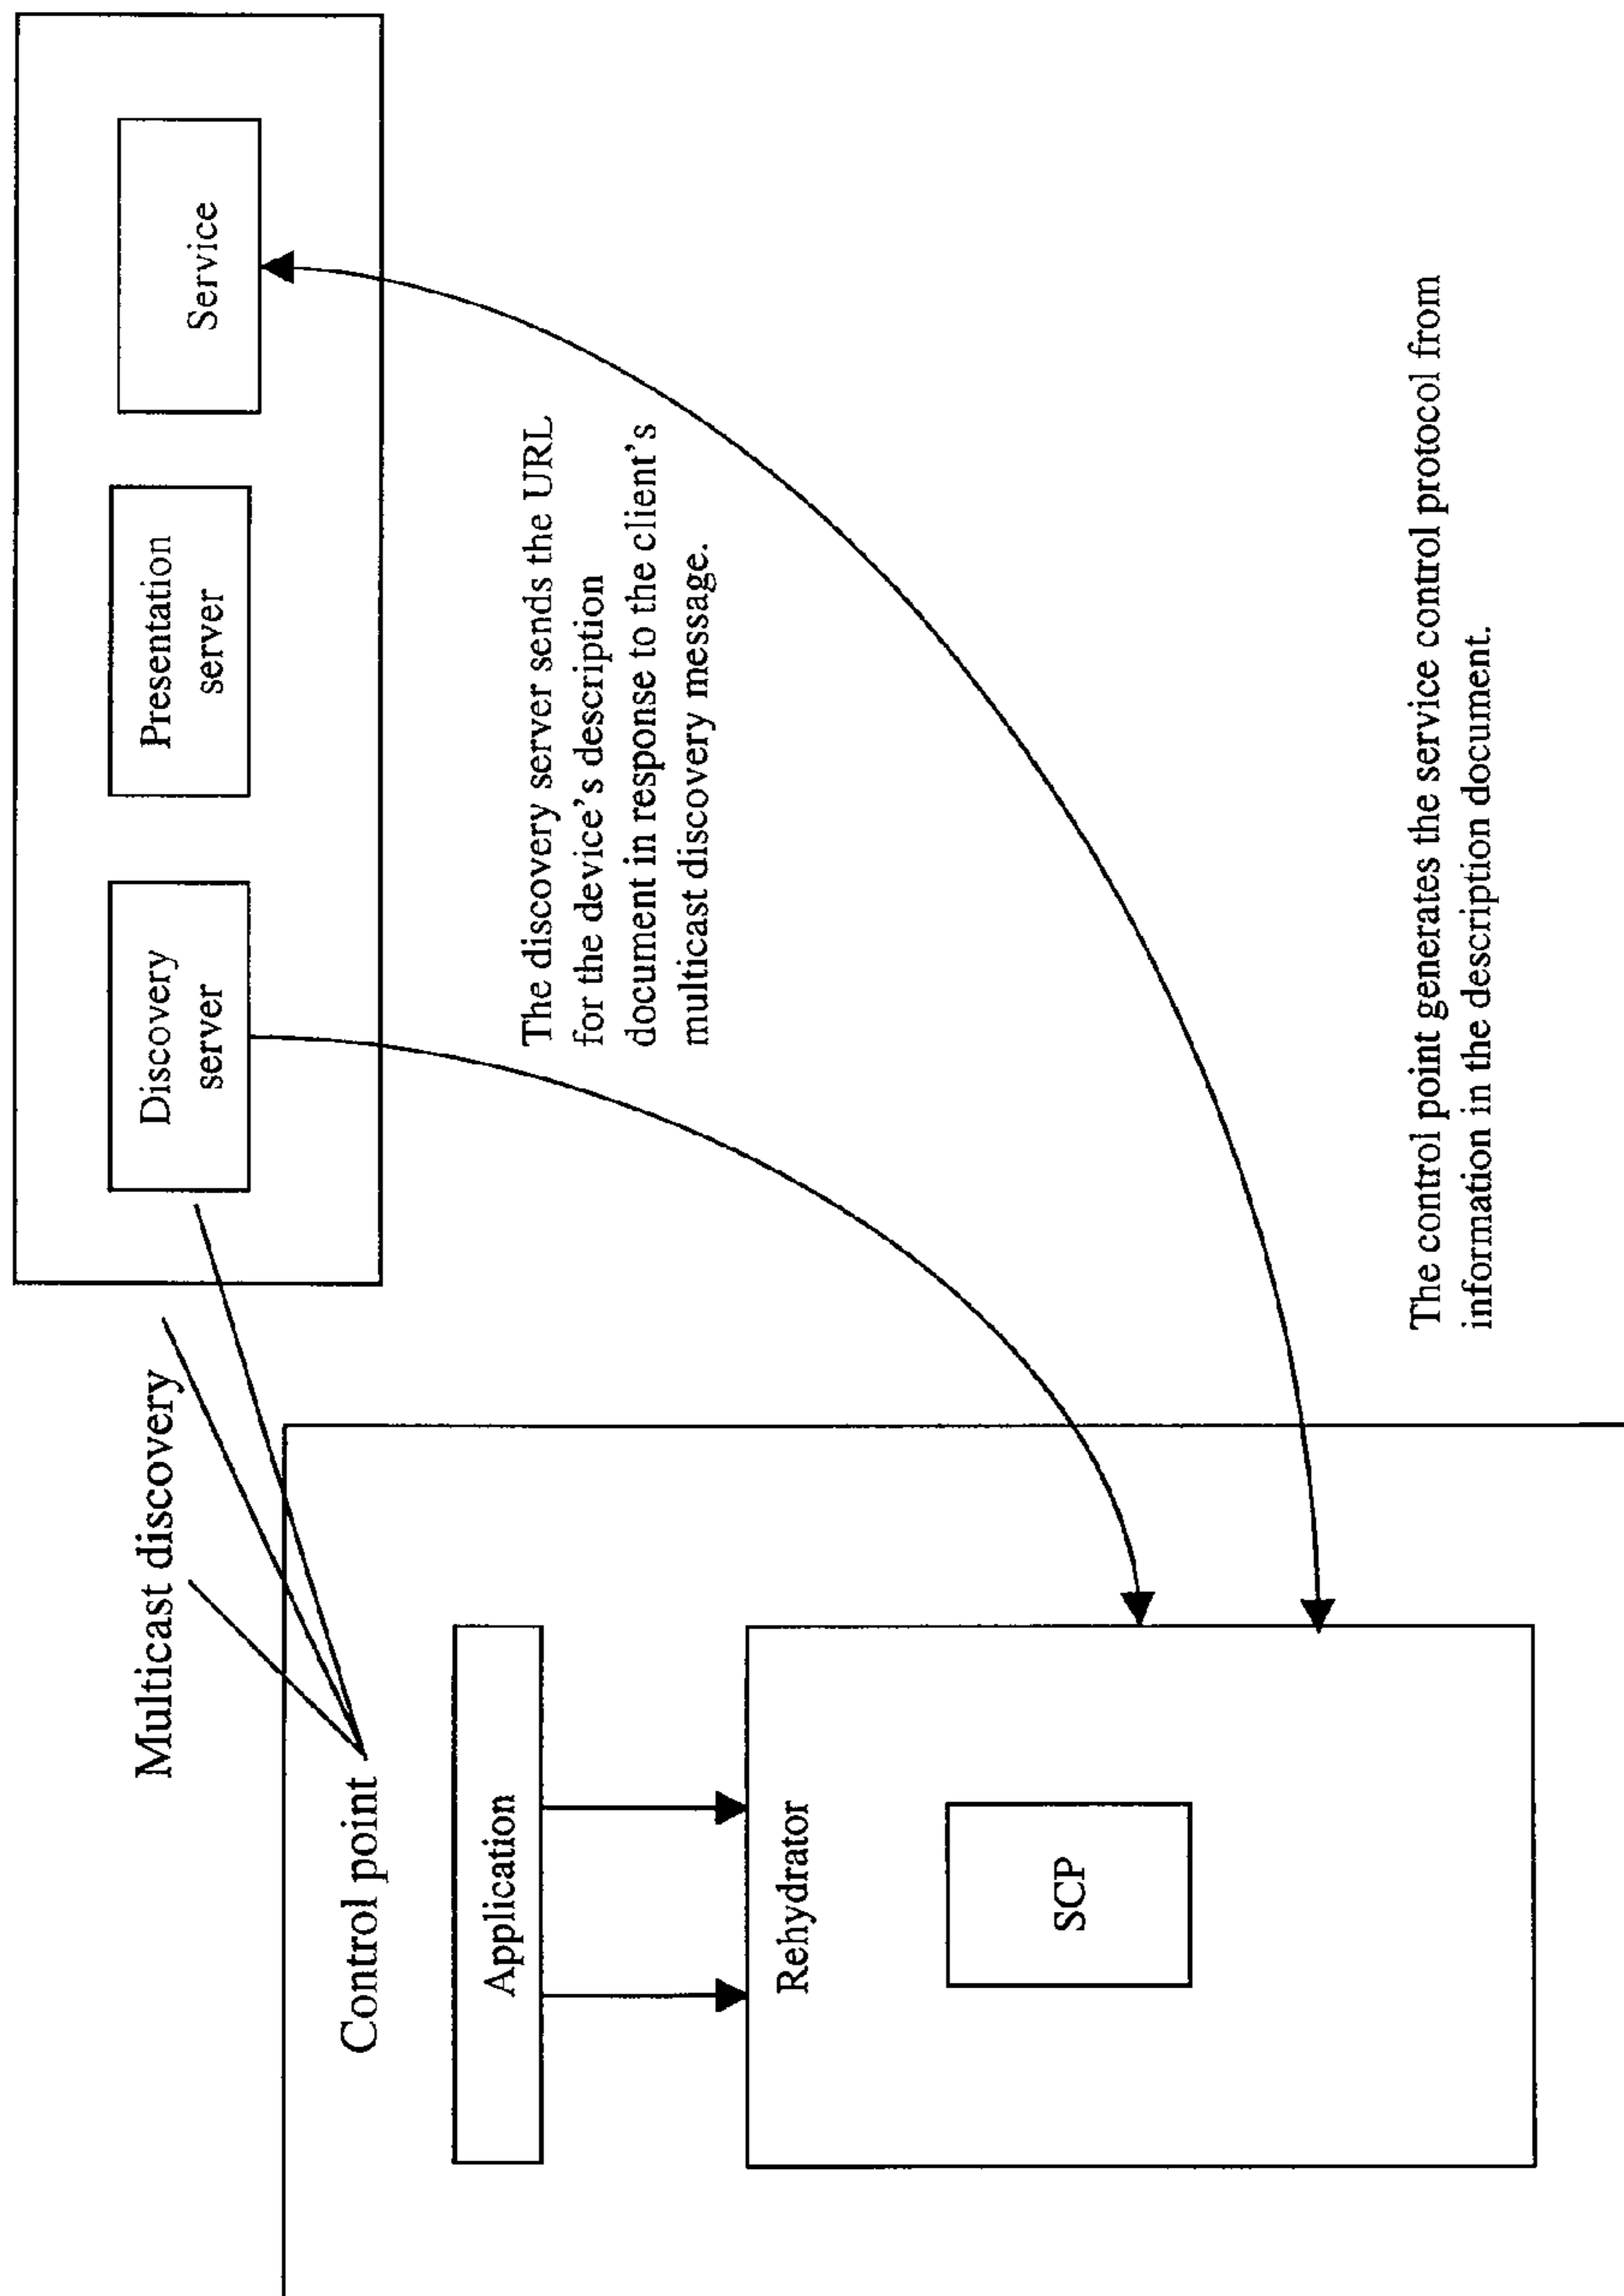 Multicast discovery
Control point
Application
Rehydrator
SCP
Discovery
server
Presentation
server
Service
The discovery server sends the URL
for the device's description
document in response to the client's
multicast discovery message.
The control point generates the service control protocol from
information in the description document.